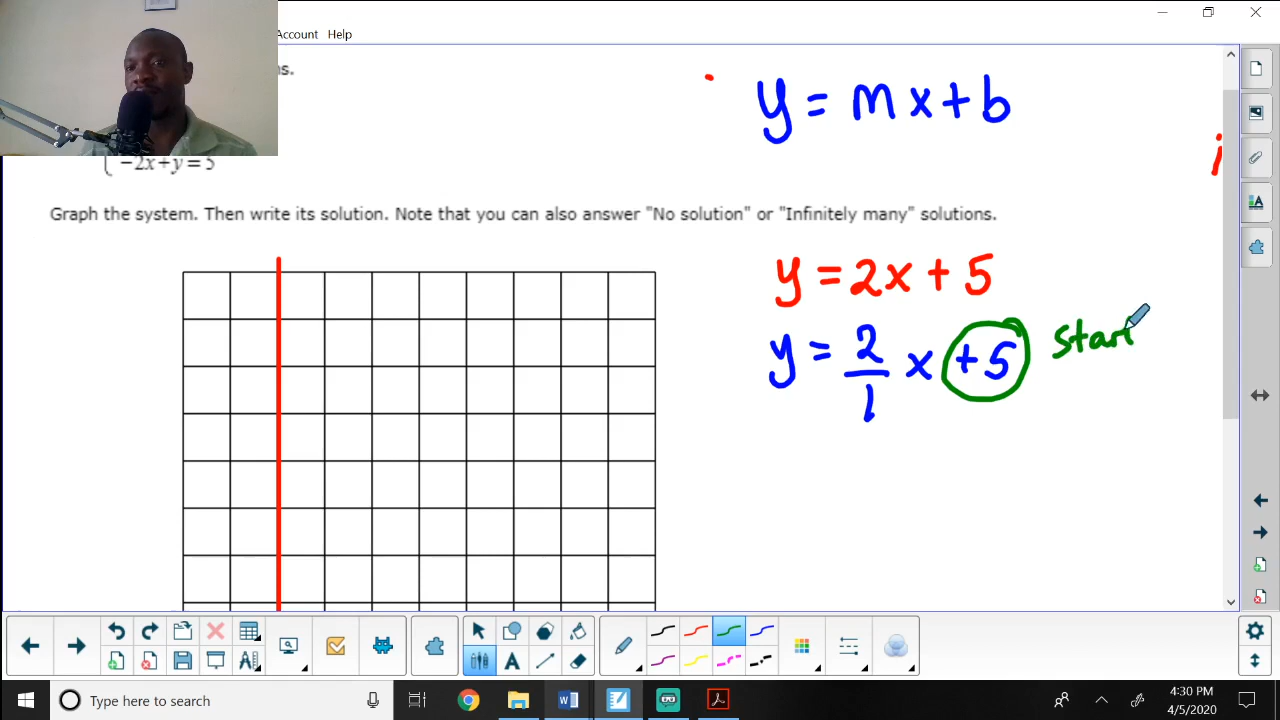 Account Help
ns.
y = mx + b
−2x+y = 5
Graph the system. Then write its solution. Note that you can also answer "No solution" or "Infinitely many" solutions.
y = 2x + 5
y = 2/1 x + 5 start
A
A
Type here to search
4:30 PM
4/5/2020